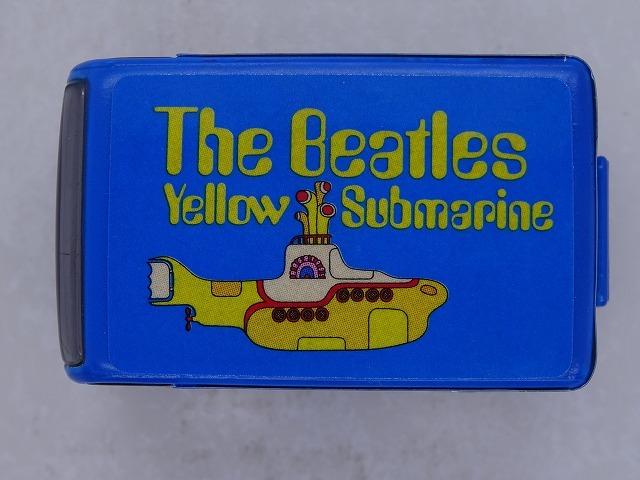 The Beatles
Yellow Submarine